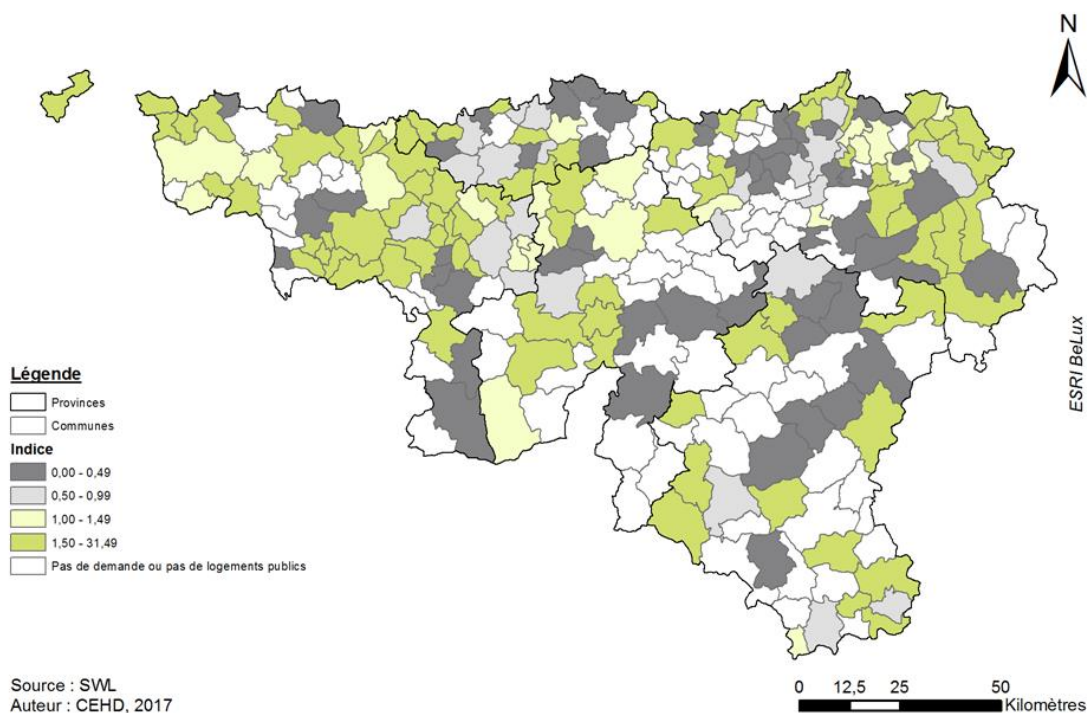 N
ESRI BeLux
Légende
Provinces
Communes
Indice
0,00 - 0,49
0,50 - 0,99
1,00 - 1,49
1,50 - 31,49
Pas de demande ou pas de logements publics
Source : SWL
Auteur : CEHD, 2017
0 12,5 25 50
Kilomètres